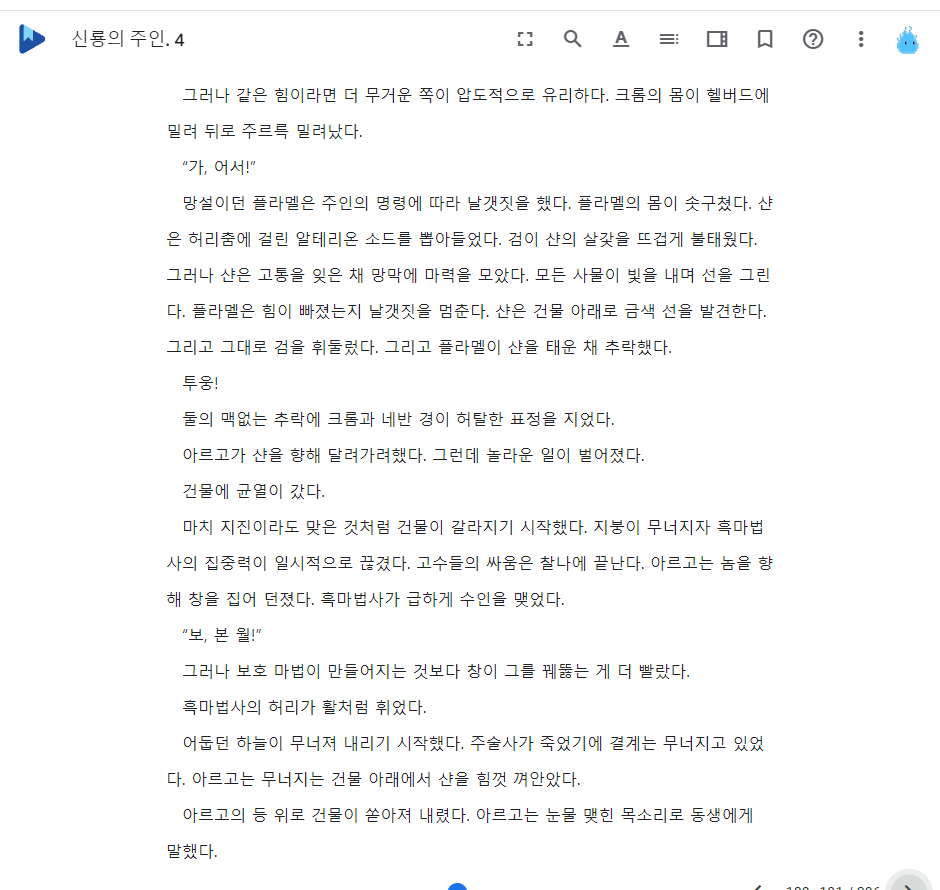 신룡의 주인. 4
그러나 같은 힘이라면 더 무거운 쪽이 압도적으로 유리하다. 크롬의 몸이 헬버드에
밀려 뒤로 주르륵 밀려났다.
“가, 어서!”
망설이던 플라멜은 주인의 명령에 따라 날갯짓을 했다. 플라멜의 몸이 솟구쳤다. 샨
은 허리춤에 걸린 알테리온 소드를 뽑아들었다. 검이 샨의 살갗을 뜨겁게 불태웠다.
그러나 샨은 고통을 잊은 채 망막에 마력을 모았다. 모든 사물이 빛을 내며 선을 그린
다. 플라멜은 힘이 빠졌는지 날갯짓을 멈춘다. 샨은 건물 아래로 금색 선을 발견한다.
그리고 그대로 검을 휘둘렀다. 그리고 플라멜이 샨을 태운 채 추락했다.
투웅!
둘의 맥없는 추락에 크롬과 네반 경이 허탈한 표정을 지었다.
아르고가 샨을 향해 달려가려했다. 그런데 놀라운 일이 벌어졌다.
건물에 균열이 갔다.
마치 지진이라도 맞은 것처럼 건물이 갈라지기 시작했다. 지붕이 무너지자 흑마법
사의 집중력이 일시적으로 끊겼다. 고수들의 싸움은 찰나에 끝난다. 아르고는 놈을 향
해 창을 집어 던졌다. 흑마법사가 급하게 수인을 맺었다.
“보, 본 월!”
그러나 보호 마법이 만들어지는 것보다 창이 그를 꿰뚫는 게 더 빨랐다.
흑마법사의 허리가 활처럼 휘었다.
어둡던 하늘이 무너져 내리기 시작했다. 주술사가 죽었기에 결계는 무너지고 있었
다. 아르고는 무너지는 건물 아래에서 샨을 힘껏 껴안았다.
아르고의 등 위로 건물이 쏟아져 내렸다. 아르고는 눈물 맺힌 목소리로 동생에게
말했다.